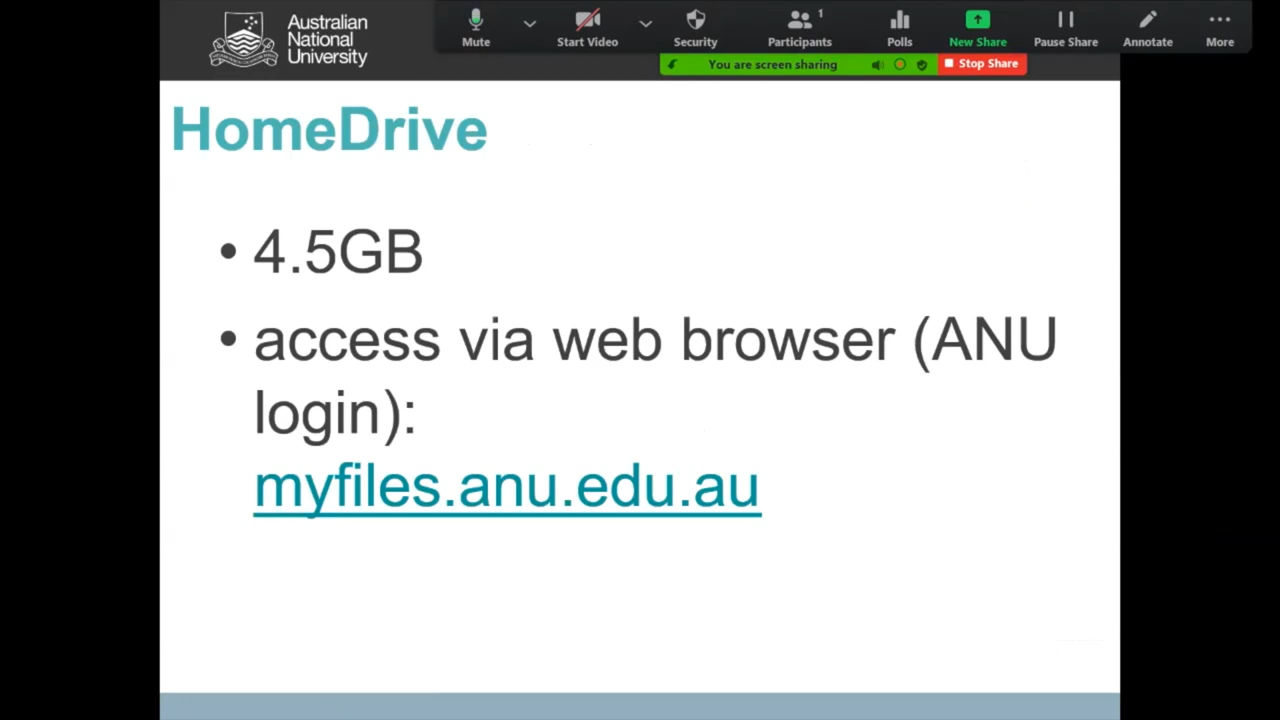 Australian
National
University
Mute
Start Video
Security
Participants
1
Polls
New Share
Pause Share
Annotate
More
You are screen sharing
Stop Share
HomeDrive
• 4.5GB
• access via web browser (ANU
login):
myfiles.anu.edu.au